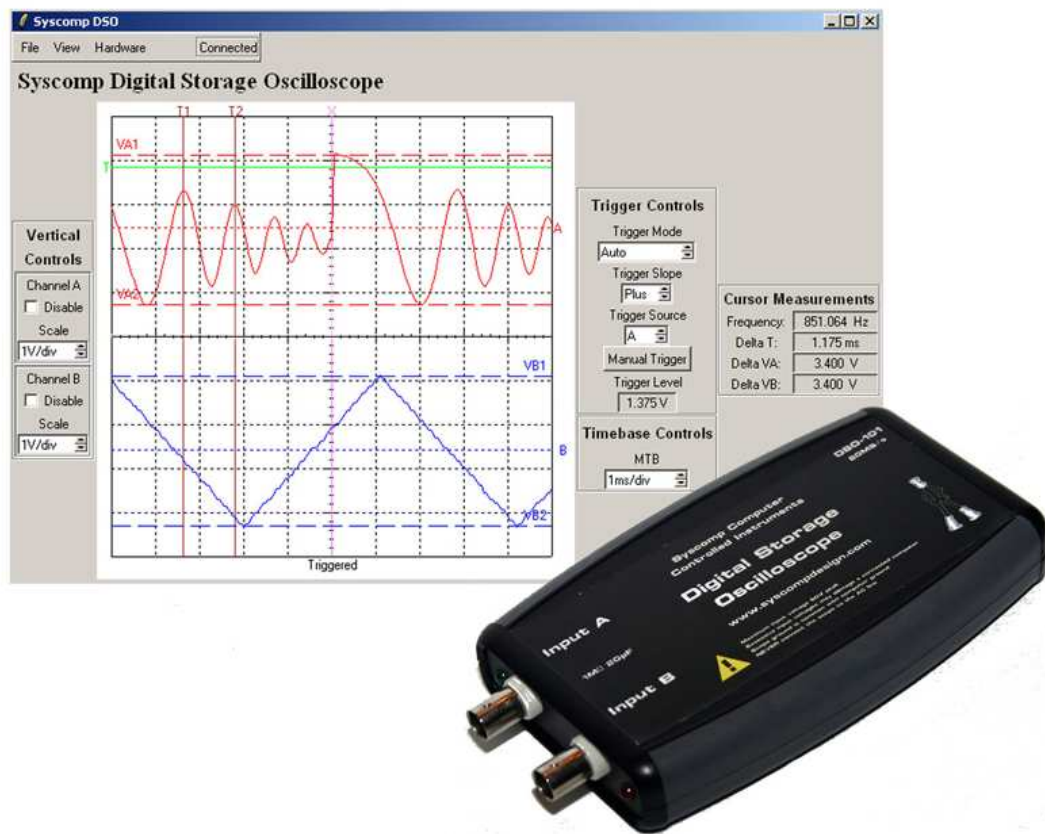 Syscomp DSO
File View Hardware Connected
Syscomp Digital Storage Oscilloscope
T1 T2 X
VA1
T
A
VA2
VB1
B
VB2
Triggered
Vertical
Controls
Channel A
Disable
Scale
1V/div
Channel B
Disable
Scale
1V/div
Trigger Controls
Trigger Mode
Auto
Trigger Slope
Plus
Trigger Source
A
Manual Trigger
Trigger Level
1.375 V
Timebase Controls
MTB
1ms/div
Cursor Measurements
Frequency: 851.064 Hz
Delta T: 1.175 ms
Delta VA: 3.400 V
Delta VB: 3.400 V
DSO-101
Syscomp Computer
Controlled Instruments
Digital Storage
Oscilloscope
www.syscompdesign.com
Input A
Input B